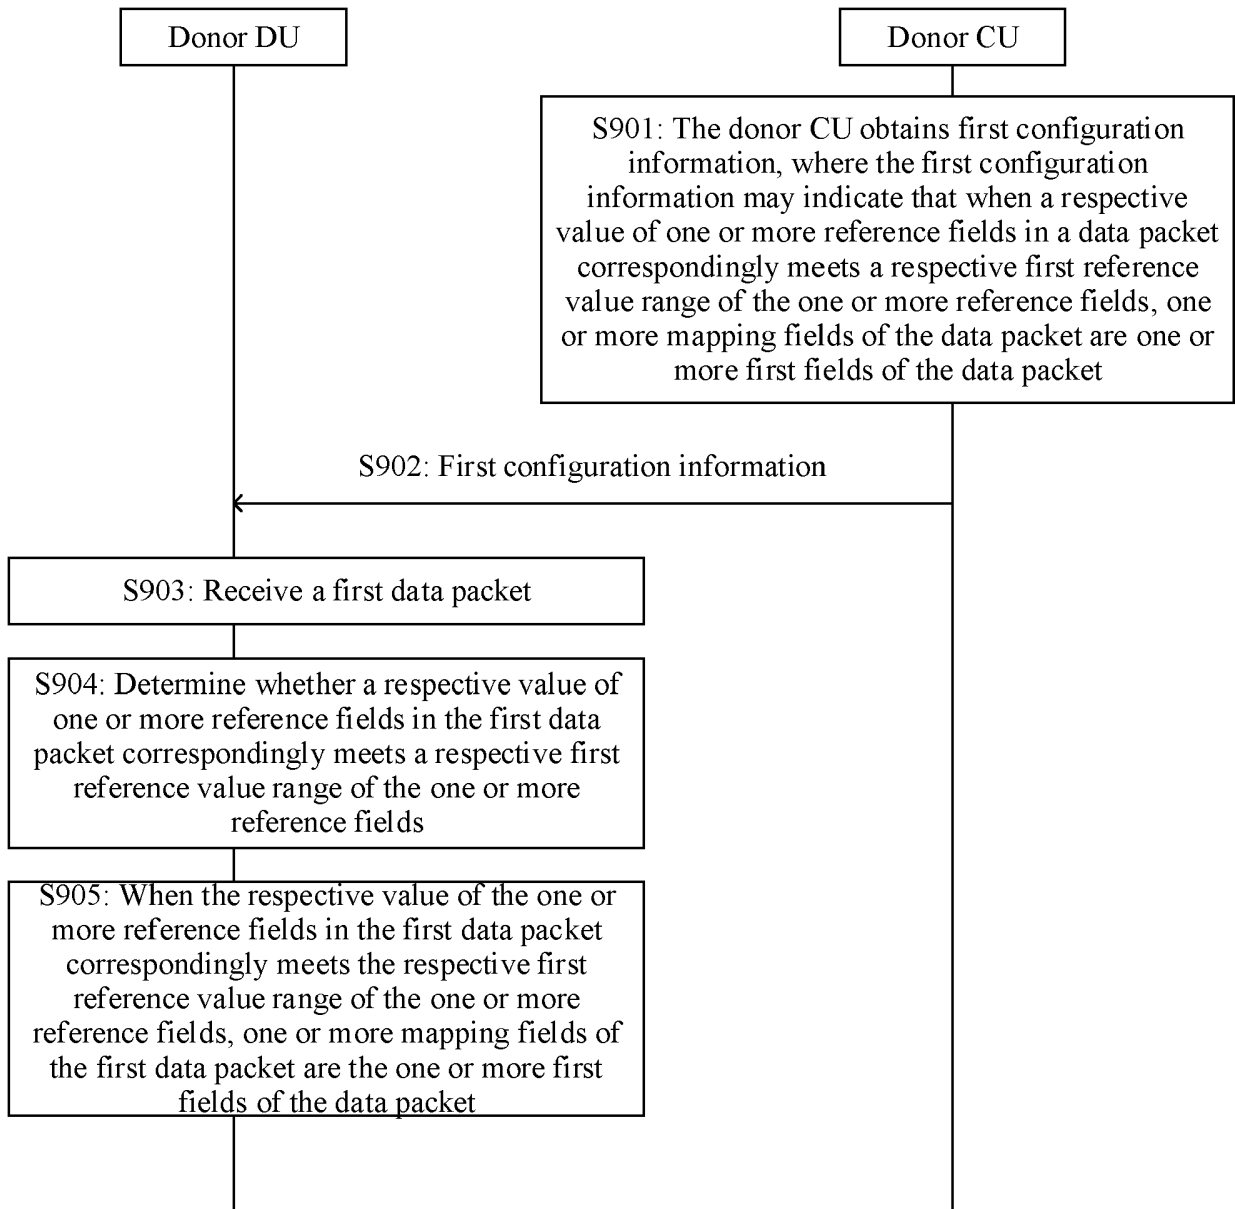 Donor DU
Donor CU
S901: The donor CU obtains first configuration
information, where the first configuration
information may indicate that when a respective
value of one or more reference fields in a data packet
correspondingly meets a respective first reference
value range of the one or more reference fields, one
or more mapping fields of the data packet are one or
more first fields of the data packet
S902: First configuration information
S903: Receive a first data packet
S904: Determine whether a respective value of
one or more reference fields in the first data
packet correspondingly meets a respective first
reference value range of the one or more
reference fields
S905: When the respective value of the one or
more reference fields in the first data packet
correspondingly meets the respective first
reference value range of the one or more
reference fields, one or more mapping fields of
the first data packet are the one or more first
fields of the data packet